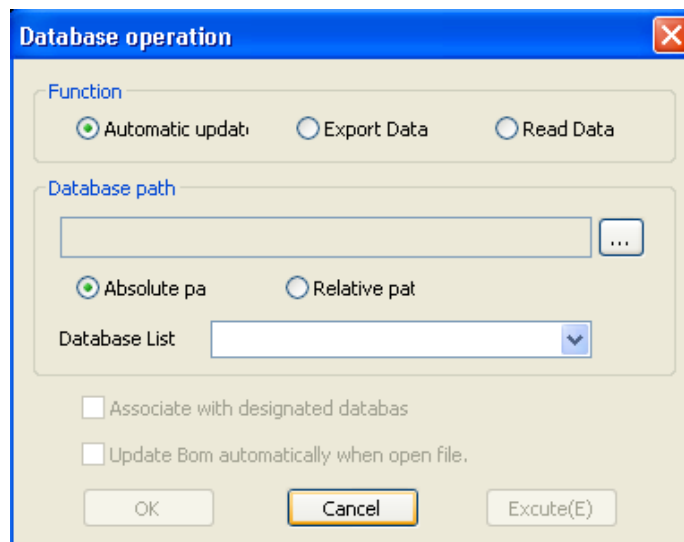 Database operation
Function
Automatic updat
Export Data
Read Data
Database path
...
Absolute pa
Relative pat
Database List
Associate with designated databas
Update Bom automatically when open file.
OK
Cancel
Excute(E)